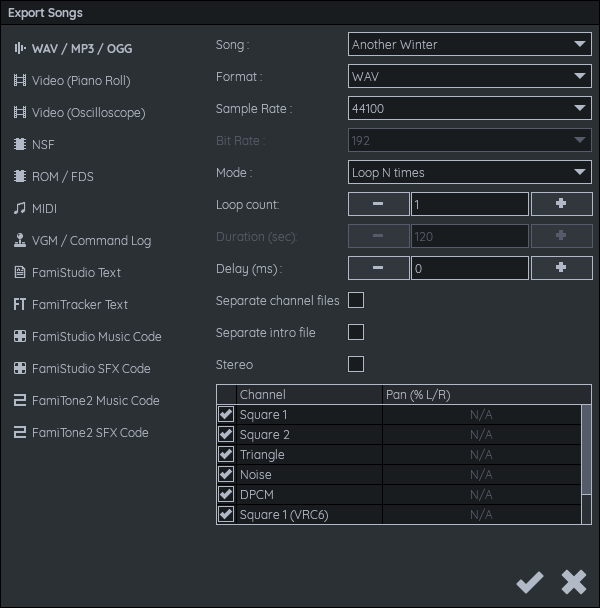 Export Songs
WAV / MP3 / OGG
Video (Piano Roll)
Video (Oscilloscope)
NSF
ROM / FDS
MIDI
VGM / Command Log
FamiStudio Text
FT FamiTracker Text
FamiStudio Music Code
FamiStudio SFX Code
FamiTone2 Music Code
FamiTone2 SFX Code
Song : Another Winter
Format : WAV
Sample Rate : 44100
Bit Rate : 192
Mode : Loop N times
Loop count: 1
Duration (sec): 120
Delay (ms) : 0
Separate channel files
Separate intro file
Stereo
Channel Pan (% L/R)
Square 1 N/A
Square 2 N/A
Triangle N/A
Noise N/A
DPCM N/A
Square 1 (VRC6) N/A